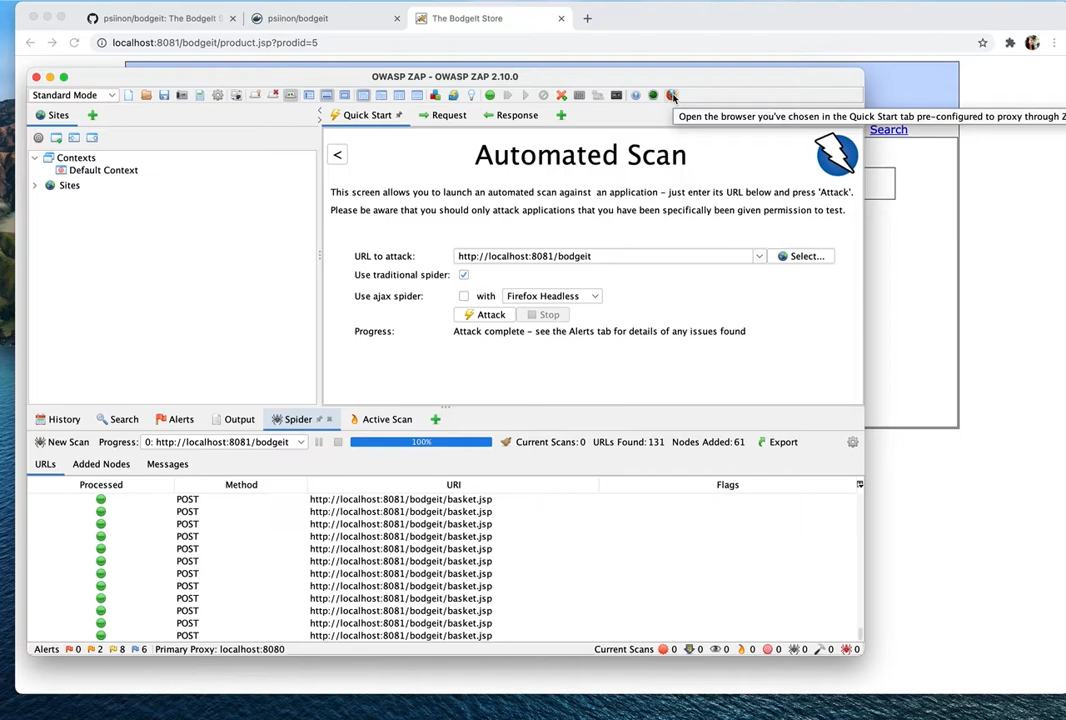 psiinon/bodgeit: The BodgeIt S
psiinon/bodgeit
The BodgeIt Store
localhost:8081/bodgeit/product.jsp?prodid=5
OWASP ZAP - OWASP ZAP 2.10.0
Standard Mode
Sites
Quick Start
Request
Response
Open the browser you've chosen in the Quick Start tab pre-configured to proxy through Z
Search
Contexts
Default Context
Sites
<
Automated Scan
This screen allows you to launch an automated scan against an application - just enter its URL below and press 'Attack'.
Please be aware that you should only attack applications that you have been specifically been given permission to test.
URL to attack: http://localhost:8081/bodgeit Select...
Use traditional spider:
Use ajax spider: with Firefox Headless
Attack Stop
Progress: Attack complete - see the Alerts tab for details of any issues found
History Search Alerts Output Spider Active Scan
New Scan Progress: 0: http://localhost:8081/bodgeit 100% Current Scans: 0 URLs Found: 131 Nodes Added: 61 Export
URLs Added Nodes Messages
Processed Method URI Flags
POST http://localhost:8081/bodgeit/basket.jsp
POST http://localhost:8081/bodgeit/basket.jsp
POST http://localhost:8081/bodgeit/basket.jsp
POST http://localhost:8081/bodgeit/basket.jsp
POST http://localhost:8081/bodgeit/basket.jsp
POST http://localhost:8081/bodgeit/basket.jsp
POST http://localhost:8081/bodgeit/basket.jsp
POST http://localhost:8081/bodgeit/basket.jsp
POST http://localhost:8081/bodgeit/basket.jsp
POST http://localhost:8081/bodgeit/basket.jsp
POST http://localhost:8081/bodgeit/basket.jsp
POST http://localhost:8081/bodgeit/basket.jsp
Alerts 0 2 8 6 Primary Proxy: localhost:8080 Current Scans 0 0 0 0 0 0 0 0